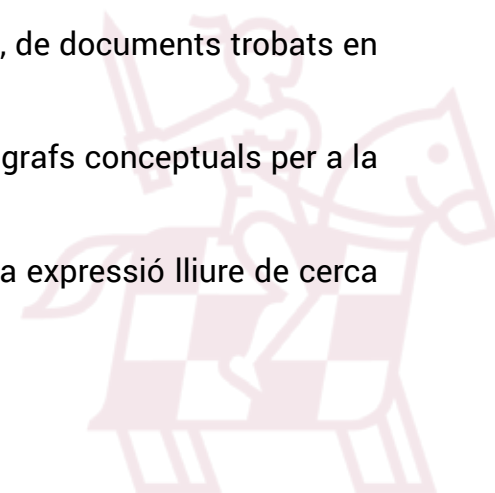 , de documents trobats en
grafs conceptuals per a la
a expressió lliure de cerca